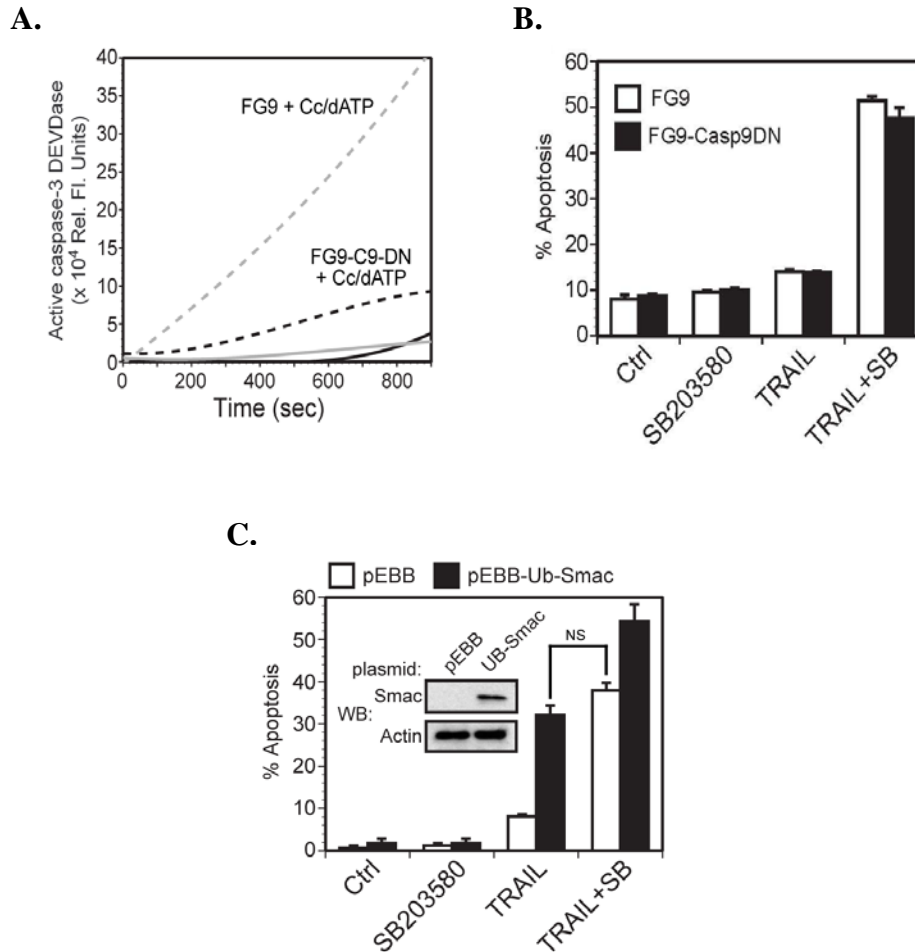 A.
Active caspase-3 DEVDase
(x 10⁴ Rel. Fl. Units)
40
35
30
25
20
15
10
5
0
FG9 + Cc/dATP
FG9-C9-DN
+ Cc/dATP
0 200 400 600 800
Time (sec)
B.
% Apoptosis
60
50
40
30
20
10
0
FG9
FG9-Casp9DN
Ctrl
SB203580
TRAIL
TRAIL+SB
C.
pEBB pEBB-Ub-Smac
% Apoptosis
60
50
40
30
20
10
0
plasmid: pEBB UB-Smac
Smac
WB:
Actin
NS
Ctrl
SB203580
TRAIL
TRAIL+SB